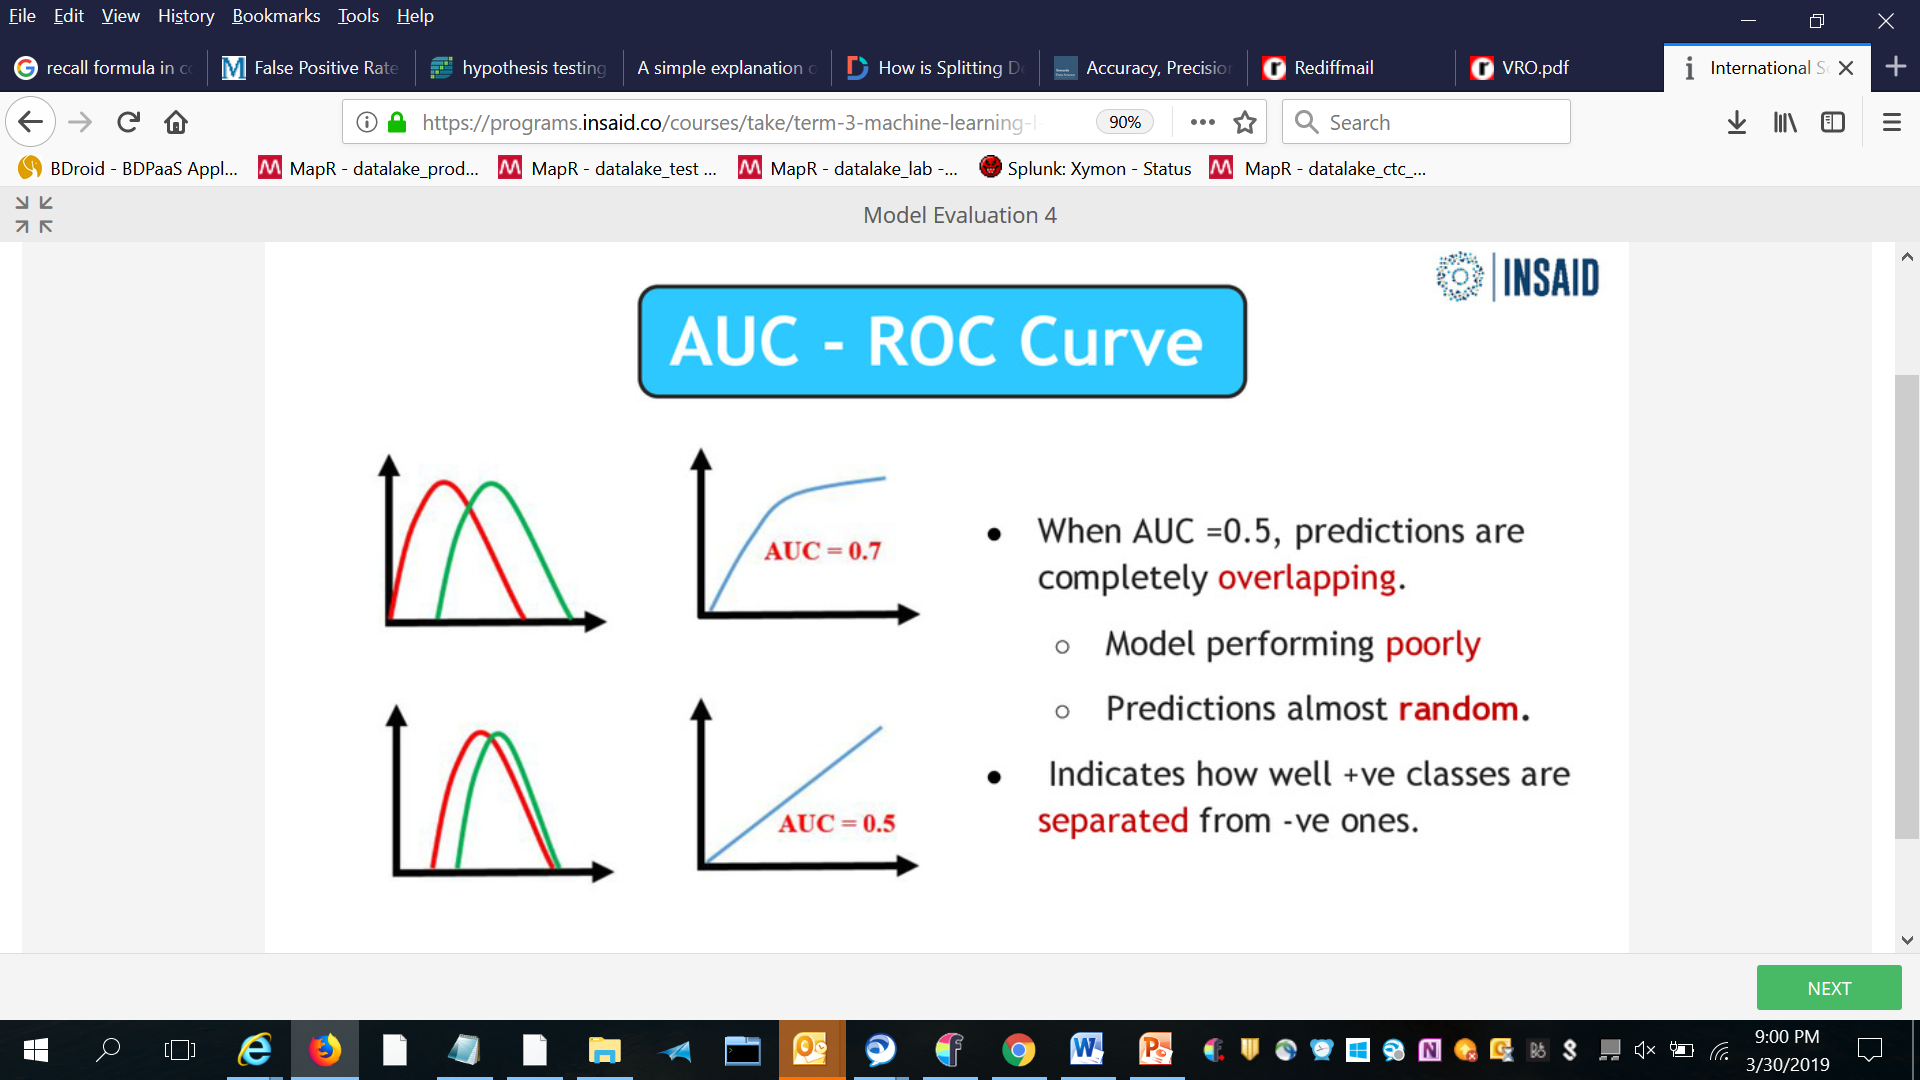 File Edit View History Bookmarks Tools Help
recall formula in co
False Positive Rate
hypothesis testing
A simple explanation o
How is Splitting De
Accuracy, Precision
Rediffmail
VRO.pdf
International Sc
https://programs.insaid.co/courses/take/term-3-machine-learning-l
90%
Search
BDroid - BDPaaS Appl...
MapR - datalake_prod...
MapR - datalake_test ...
MapR - datalake_lab -...
Splunk: Xymon - Status
MapR - datalake_ctc_...
Model Evaluation 4
INSAID
AUC - ROC Curve
AUC = 0.7
AUC = 0.5
● When AUC =0.5, predictions are
completely overlapping.
○ Model performing poorly
○ Predictions almost random.
● Indicates how well +ve classes are
separated from -ve ones.
NEXT
9:00 PM
3/30/2019